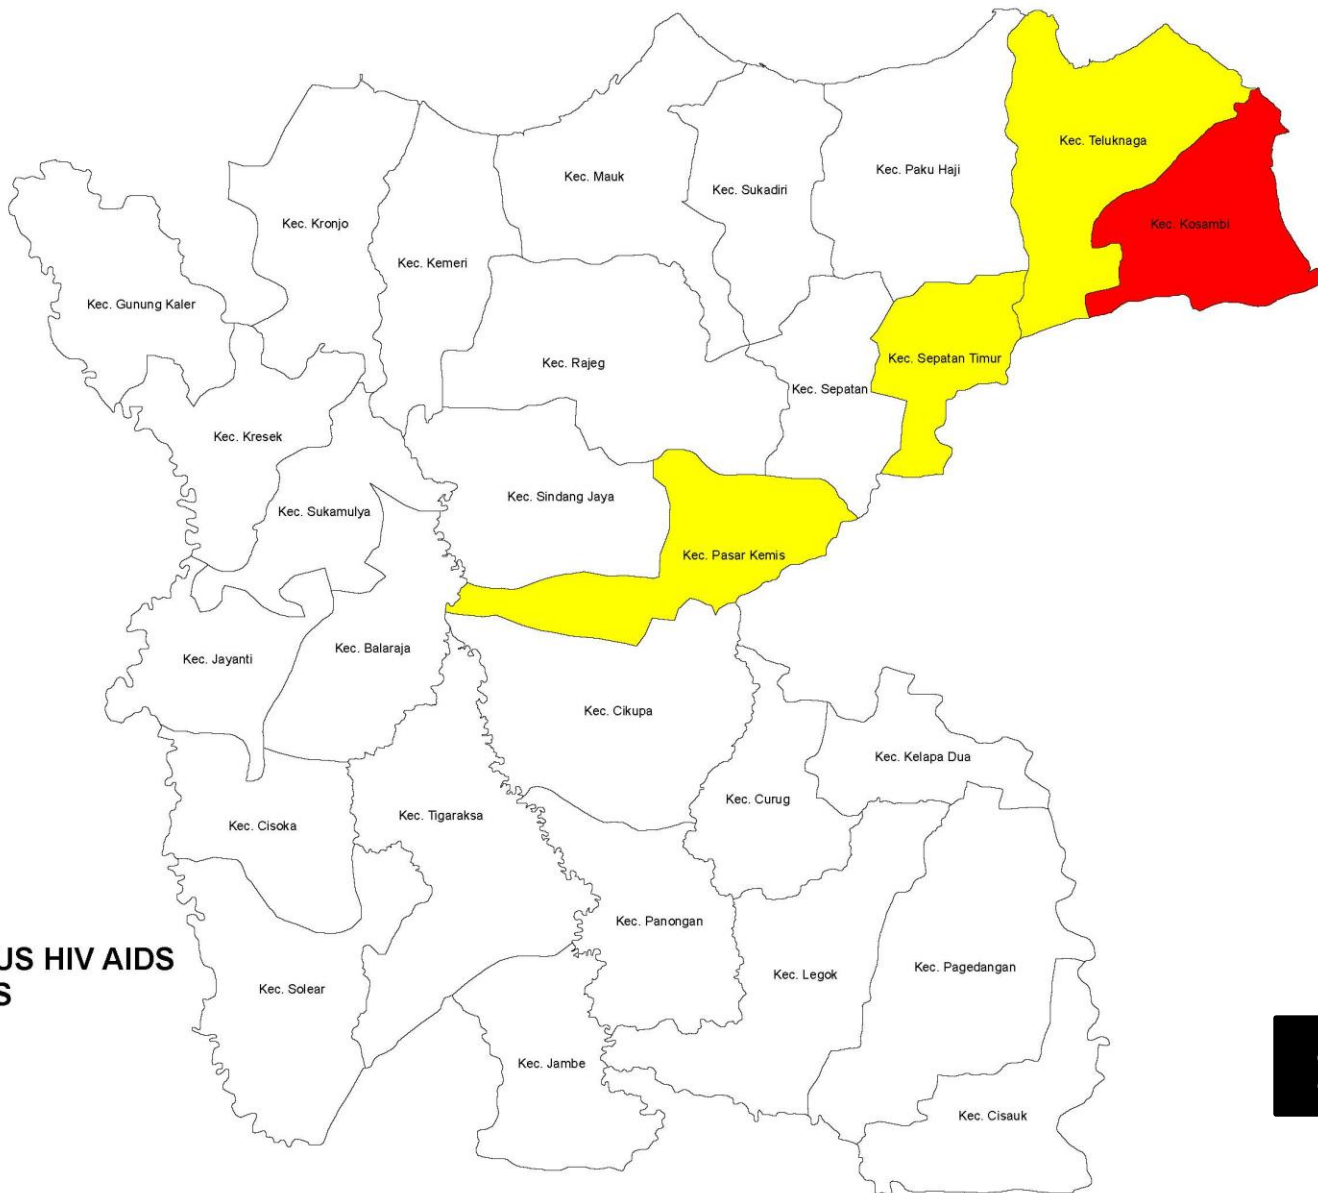 Kec. Teluknaga
Kec. Paku Haji
Kec. Mauk
Kec. Sukadiri
Kec. Kronjo
Kec. Kosambi
Kec. Kemeri
Kec. Gunung Kaler
Kec. Rajeg
Kec. Sepatan Timur
Kec. Sepatan
Kec. Kresek
Kec. Sindang Jaya
Kec. Sukamulya
Kec. Pasar Kemis
Kec. Balaraja
Kec. Jayanti
Kec. Cikupa
Kec. Kelapa Dua
Kec. Curug
Kec. Tigaraksa
Kec. Cisoka
Kec. Panongan
US HIV AIDS
S
Kec. Legok
Kec. Pagedangan
Kec. Solear
Kec. Jambe
Kec. Cisauk